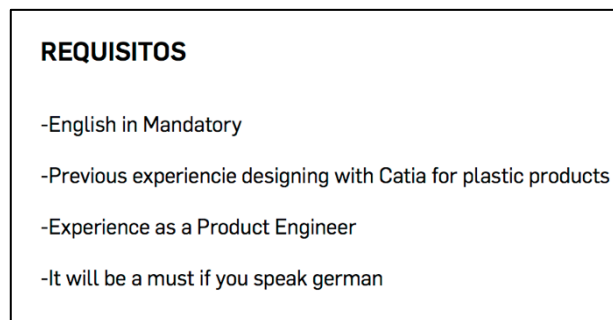 REQUISITOS
-English in Mandatory
-Previous experiencie designing with Catia for plastic products
-Experience as a Product Engineer
-It will be a must if you speak german